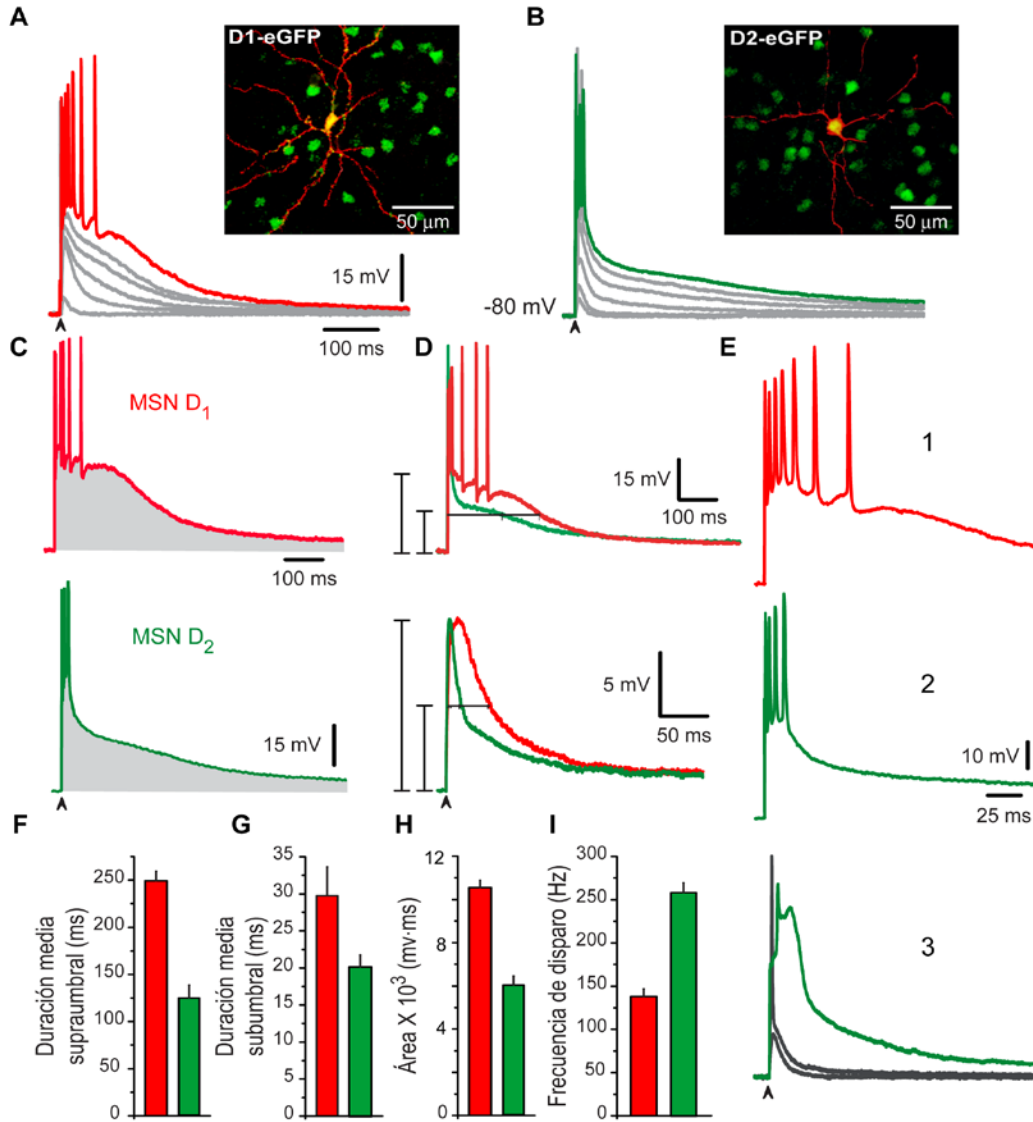 A
D1-eGFP
50 μm
15 mV
100 ms
B
D2-eGFP
50 μm
-80 mV
C
MSN D1
100 ms
MSN D2
15 mV
D
15 mV
100 ms
5 mV
50 ms
E
1
2
10 mV
25 ms
3
F
Duración media
supraumbral (ms)
250
200
150
125
100
50
0
G
Duración media
subumbral (ms)
35
30
25
20
15
10
5
0
H
Área X 10³ (mv·ms)
12
9
6
3
0
I
Frecuencia de disparo (Hz)
300
250
200
150
100
50
0